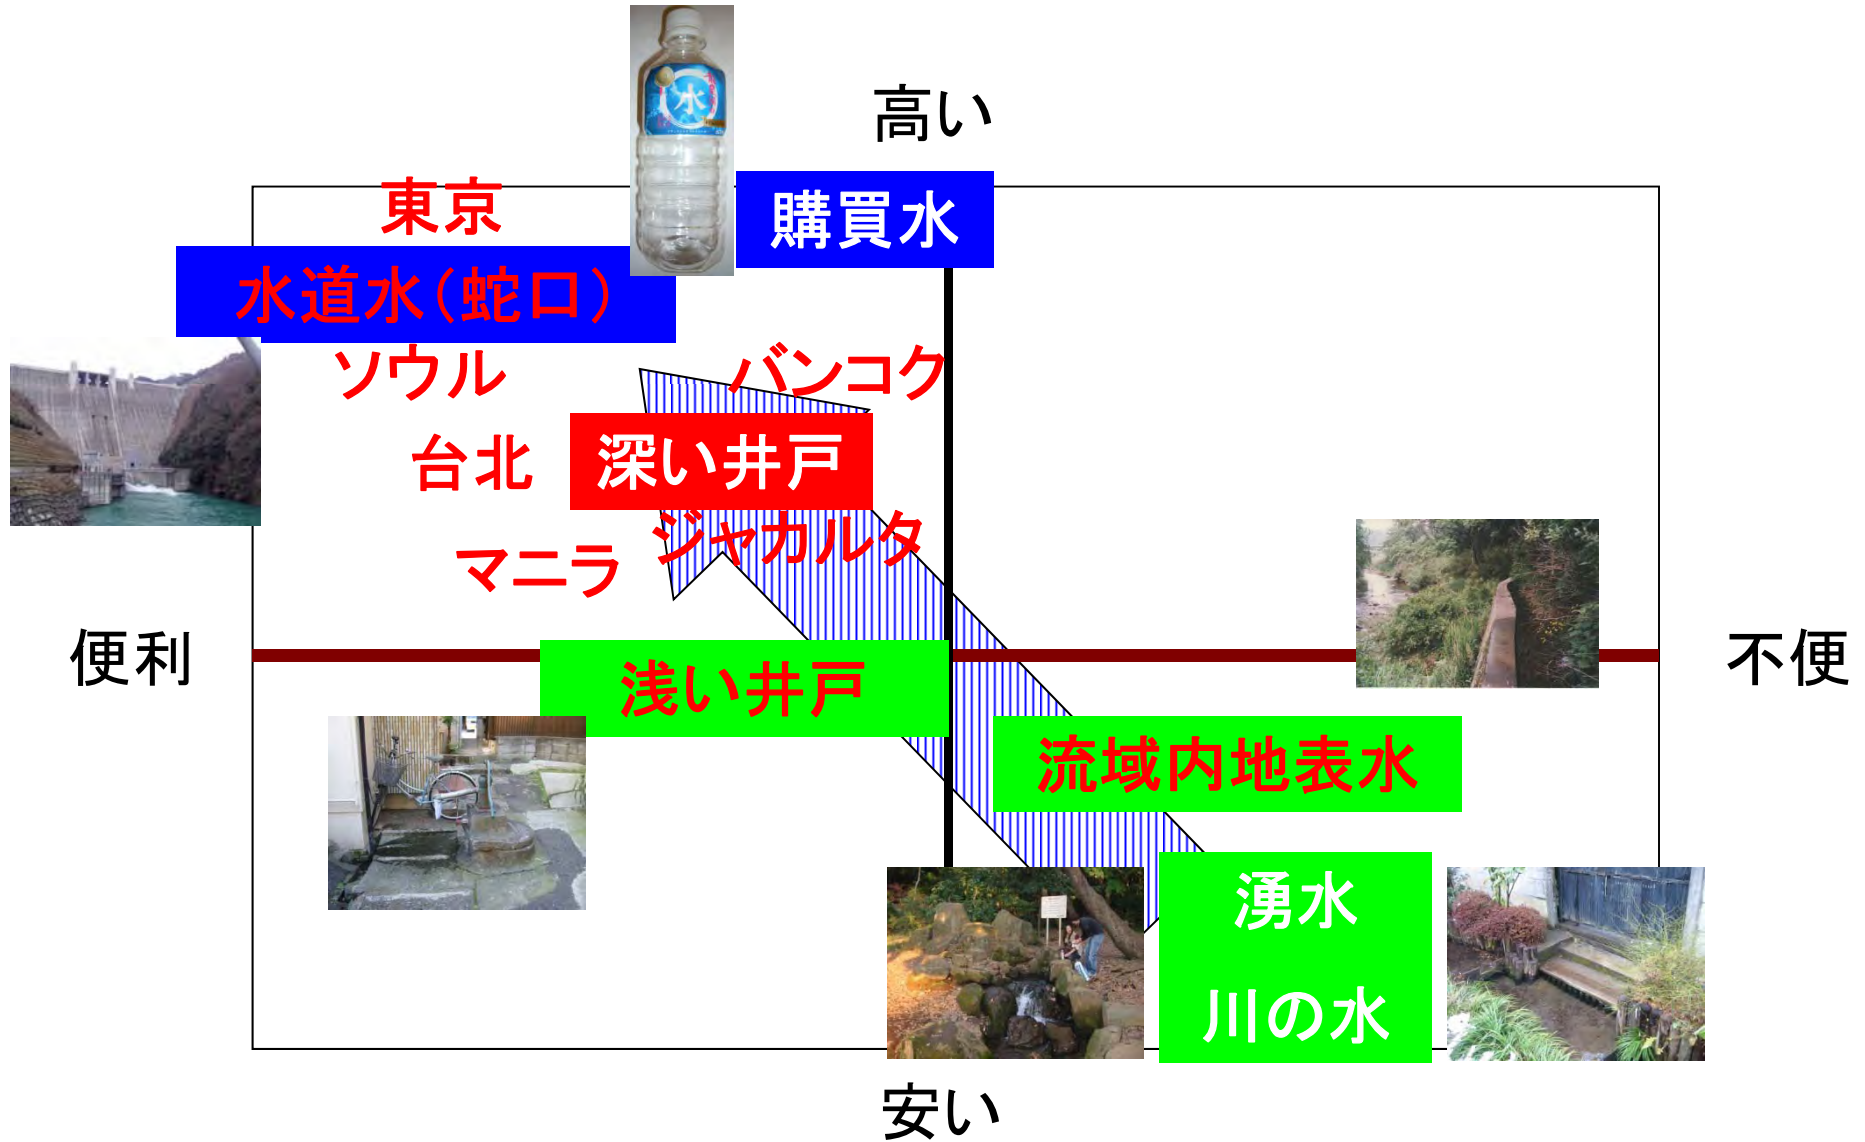 高い
水
東京
購買水
水道水（蛇口）
ソウル
バンコク
台北
深い井戸
ジャカルタ
マニラ
便利
不便
浅い井戸
流域内地表水
湧水
川の水
安い